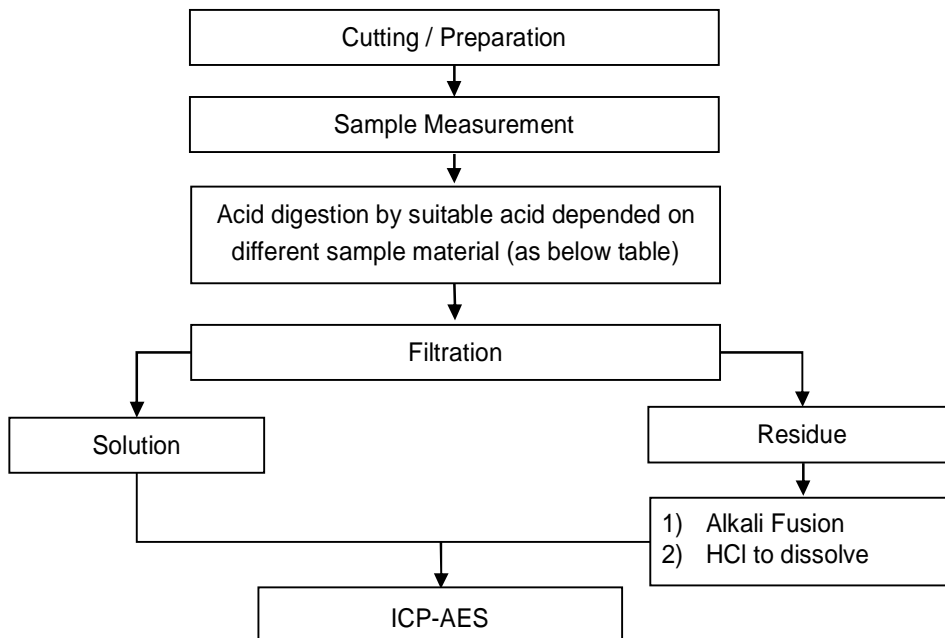 Cutting / Preparation
Sample Measurement
Acid digestion by suitable acid depended on
different sample material (as below table)
Filtration
Solution
Residue
1) Alkali Fusion
2) HCl to dissolve
ICP-AES